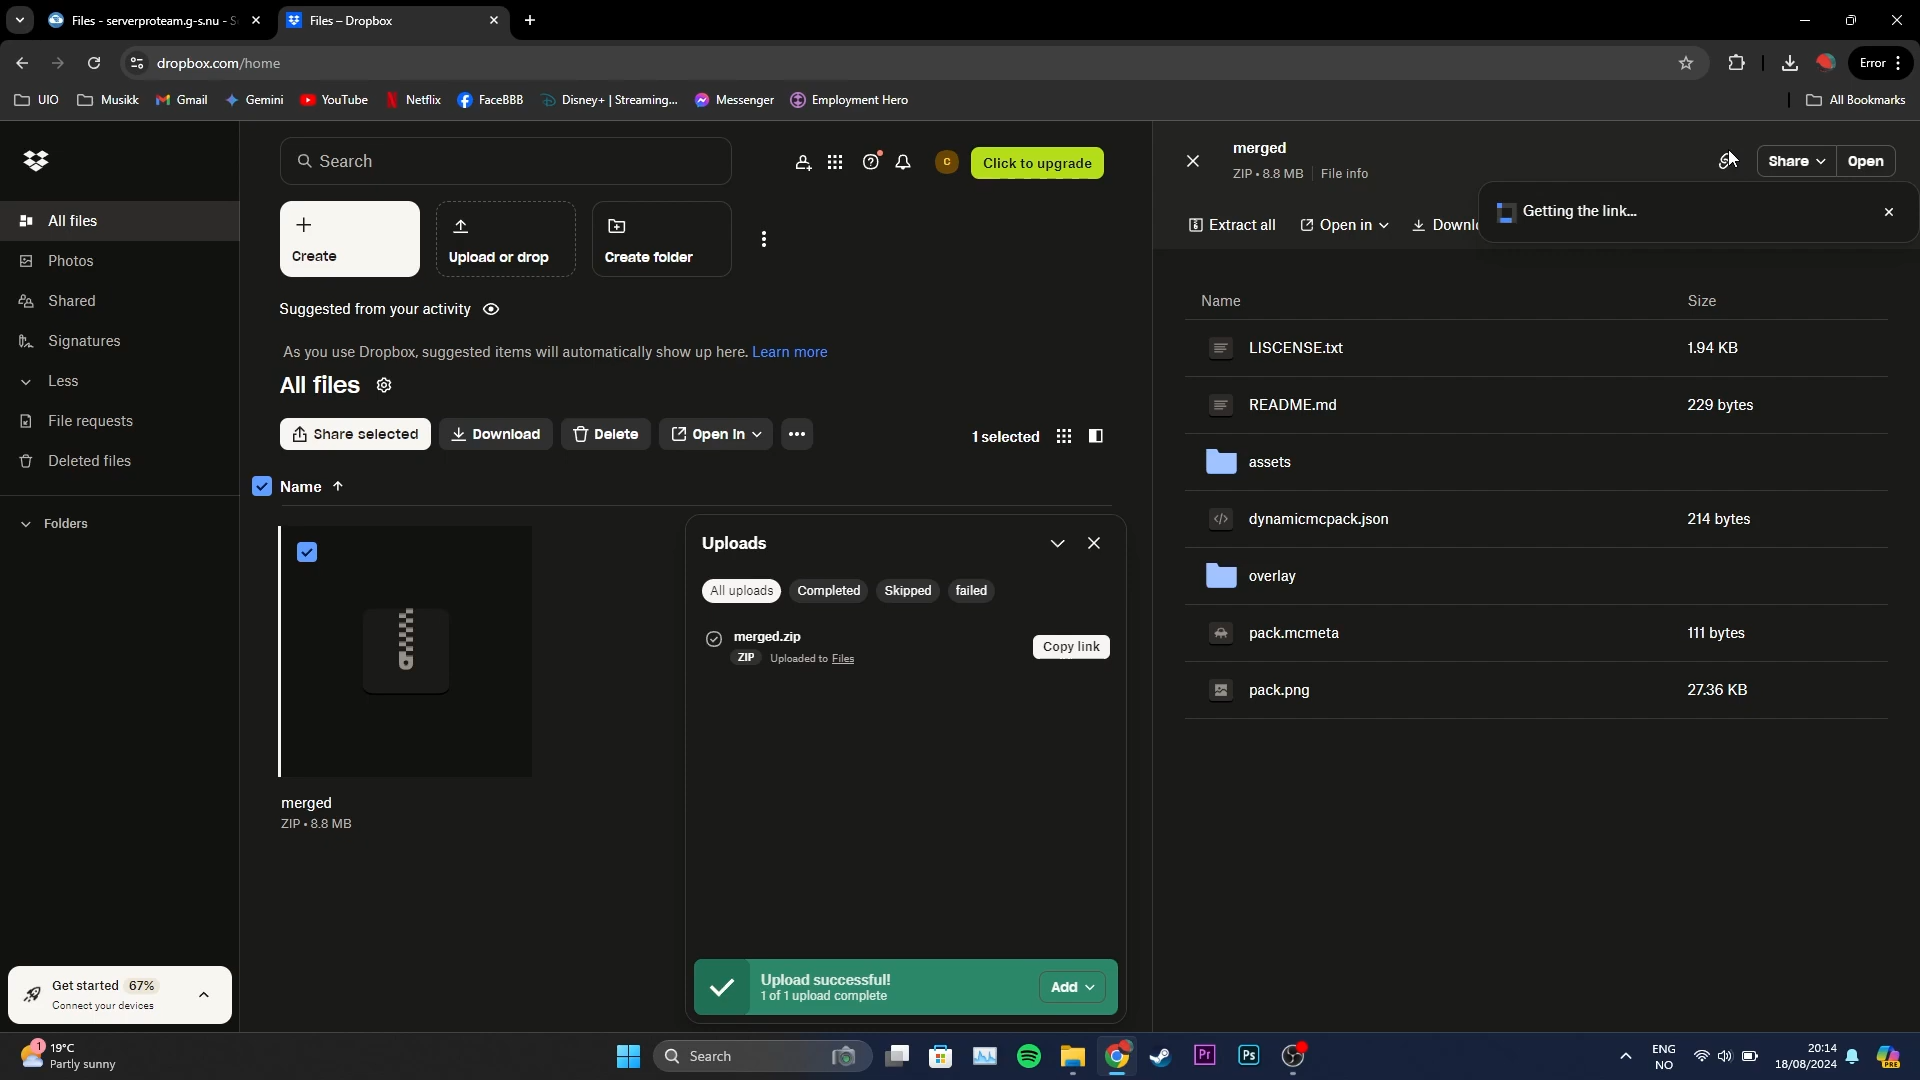 Files - serverproteam.g-s.nu - S
Files – Dropbox
dropbox.com/home
Error
UIO
Musikk
Gmail
Gemini
YouTube
Netflix
FaceBBB
Disney+ | Streaming...
Messenger
Employment Hero
All Bookmarks
Search
C
Click to upgrade
merged
ZIP • 8.8 MB
File info
Share
Open
Getting the link...
Extract all
Open in
Downl
All files
Photos
Shared
Signatures
Less
File requests
Deleted files
Folders
Create
Upload or drop
Create folder
Suggested from your activity
As you use Dropbox, suggested items will automatically show up here. Learn more
All files
Share selected
Download
Delete
Open in
1 selected
Name
merged
ZIP • 8.8 MB
Uploads
All uploads
Completed
Skipped
failed
merged.zip
ZIP
Uploaded to Files
Copy link
Upload successful!
1 of 1 upload complete
Add
Name
Size
LISCENSE.txt
1.94 KB
README.md
229 bytes
assets
dynamicmcpack.json
214 bytes
overlay
pack.mcmeta
111 bytes
pack.png
27.36 KB
Get started 67%
Connect your devices
1
19°C
Partly sunny
Search
Pr
Ps
ENG
NO
20:14
18/08/2024
PRE